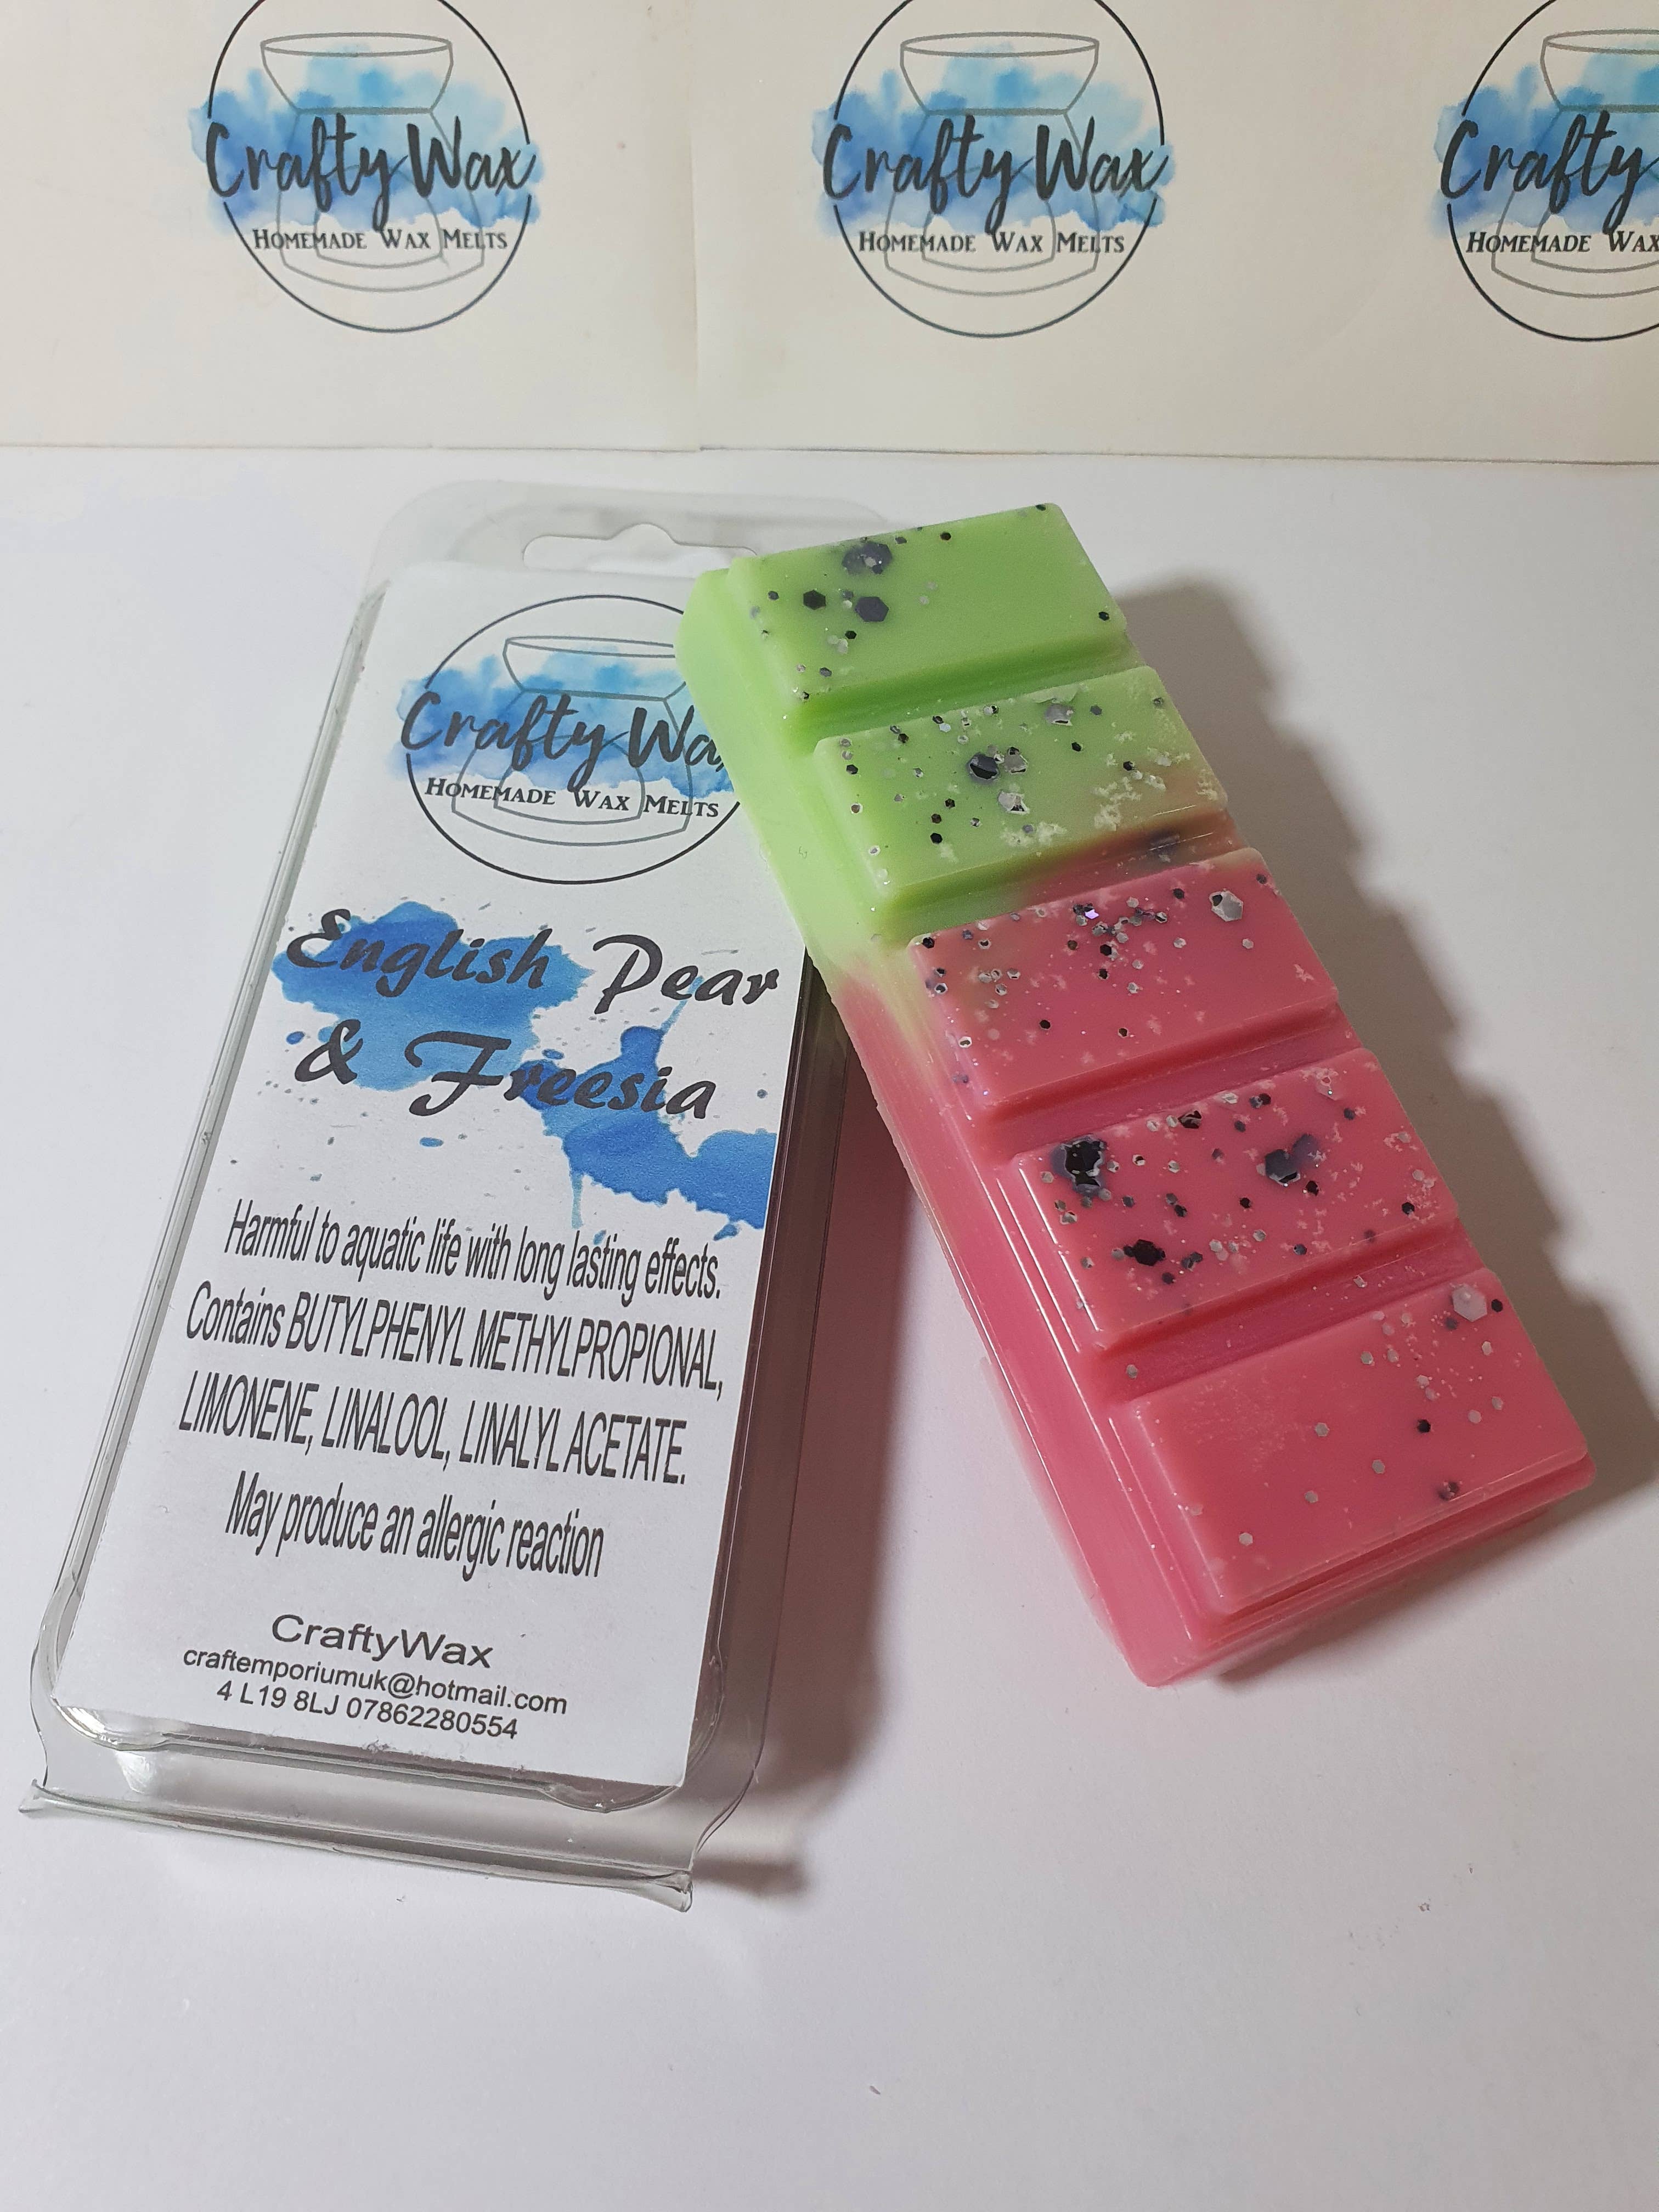 Crafty Wax
Homemade Wax Melts
Crafty Wax
Homemade Wax Melts
Crafty
Homemade Wax
Crafty Wa
Homemade Wax Melts
English Pear
& Freesia
Harmful to aquatic life with long lasting effects.
Contains BUTYLPHENYL METHYLPROPIONAL,
LIMONENE, LINALOOL, LINALYL ACETATE.
May produce an allergic reaction
CraftyWax
craftemporiumuk@hotmail.com
4 L19 8LJ 07862280554